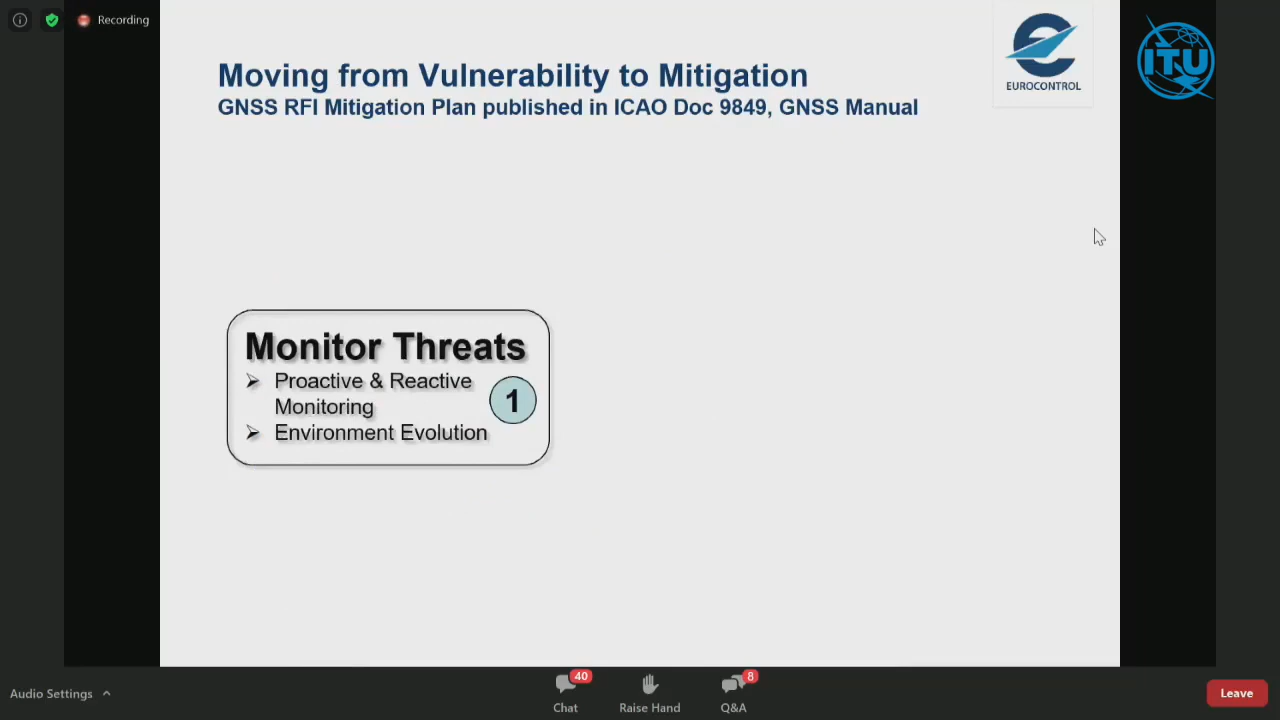 Recording
Moving from Vulnerability to Mitigation
GNSS RFI Mitigation Plan published in ICAO Doc 9849, GNSS Manual
EUROCONTROL
ITU
Monitor Threats
Proactive & Reactive
Monitoring
1
Environment Evolution
Audio Settings
40
Chat
Raise Hand
8
Q&A
Leave